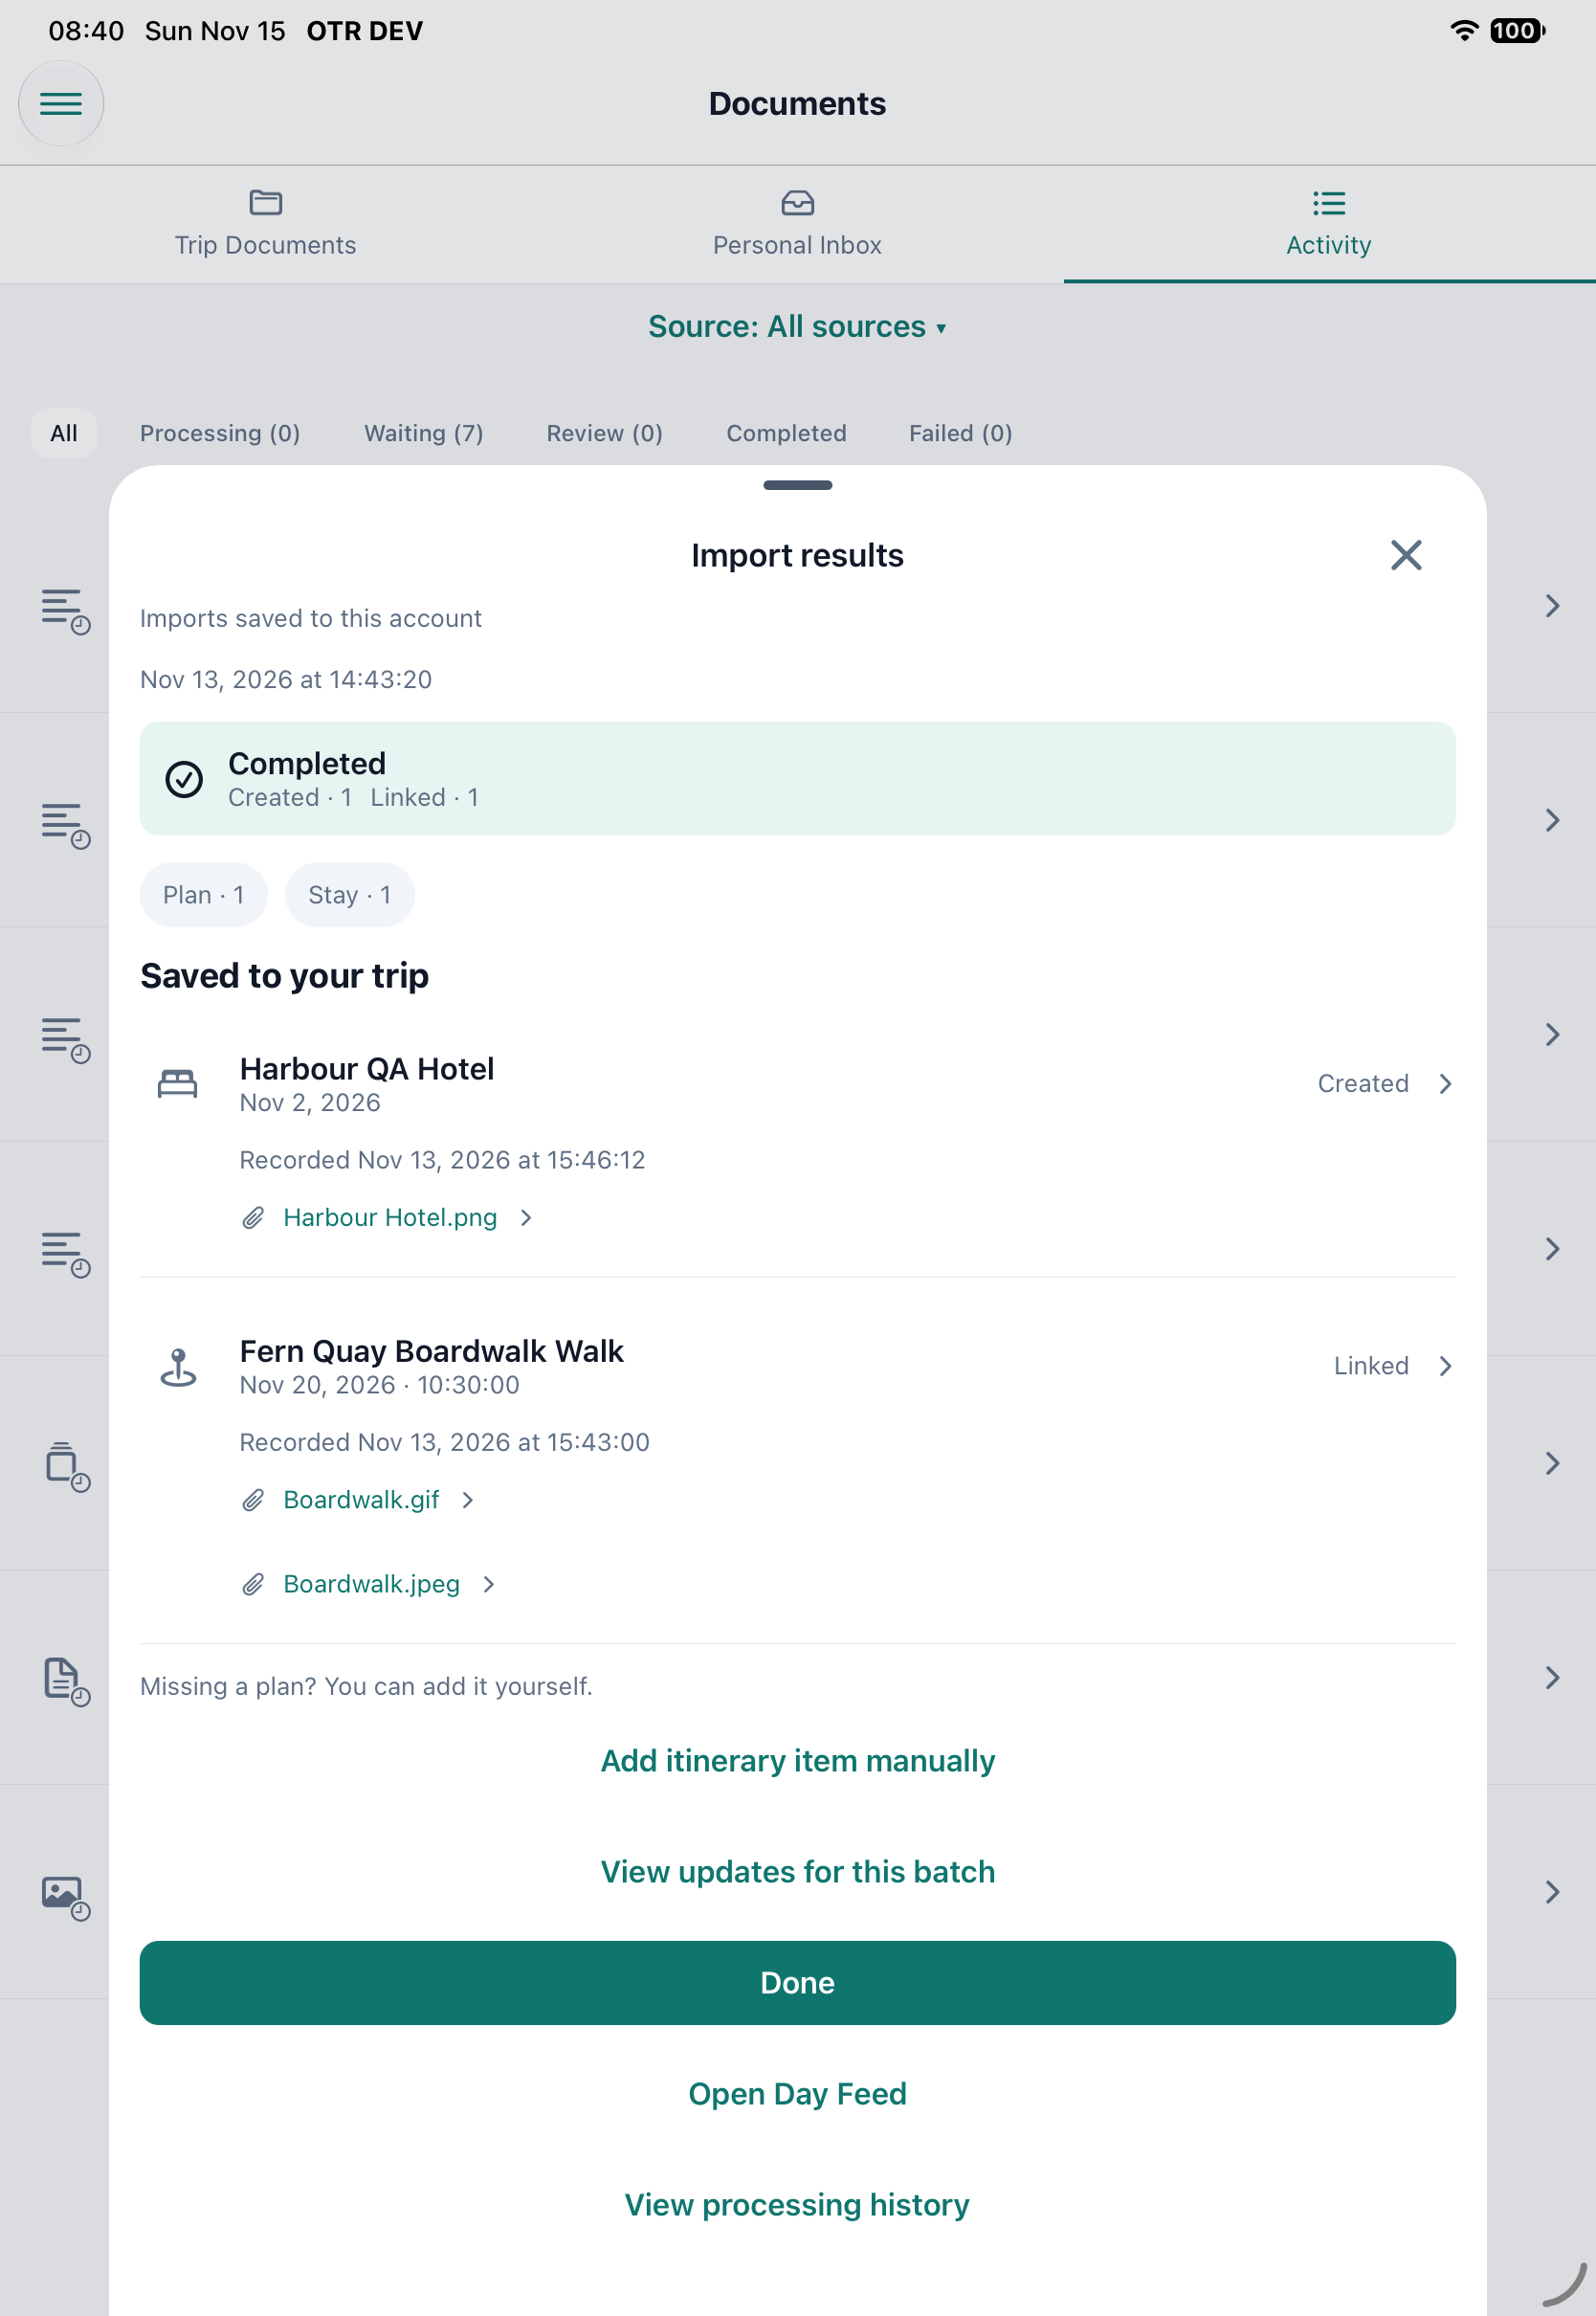 08:40 Sun Nov 15 OTR DEV 100
Documents
Trip Documents
Personal Inbox
Activity
Source: All sources ▾
All
Processing (0)
Waiting (7)
Review (0)
Completed
Failed (0)
Import results
Imports saved to this account
Nov 13, 2026 at 14:43:20
Completed
Created · 1 Linked · 1
Plan · 1
Stay · 1
Saved to your trip
Harbour QA Hotel
Nov 2, 2026
Created
Recorded Nov 13, 2026 at 15:46:12
Harbour Hotel.png
Fern Quay Boardwalk Walk
Nov 20, 2026 · 10:30:00
Linked
Recorded Nov 13, 2026 at 15:43:00
Boardwalk.gif
Boardwalk.jpeg
Missing a plan? You can add it yourself.
Add itinerary item manually
View updates for this batch
Done
Open Day Feed
View processing history